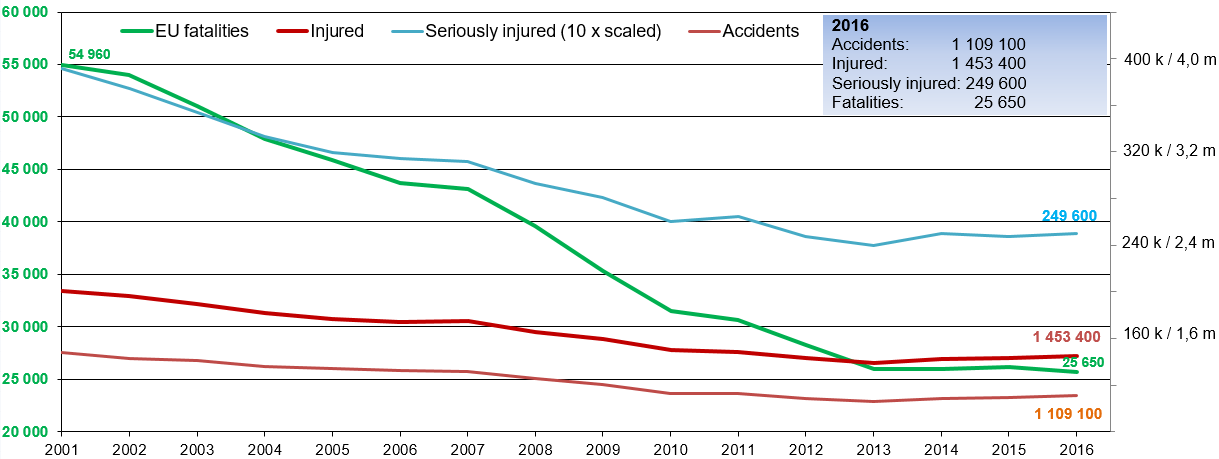 EU fatalities Injured Seriously injured (10 x scaled) Accidents
2016
Accidents: 1 109 100
Injured: 1 453 400
Seriously injured: 249 600
Fatalities: 25 650
60 000
55 000
50 000
45 000
40 000
35 000
30 000
25 000
20 000
54 960
249 600
1 453 400
25 650
1 109 100
400 k / 4,0 m
320 k / 3,2 m
240 k / 2,4 m
160 k / 1,6 m
2001 2002 2003 2004 2005 2006 2007 2008 2009 2010 2011 2012 2013 2014 2015 2016